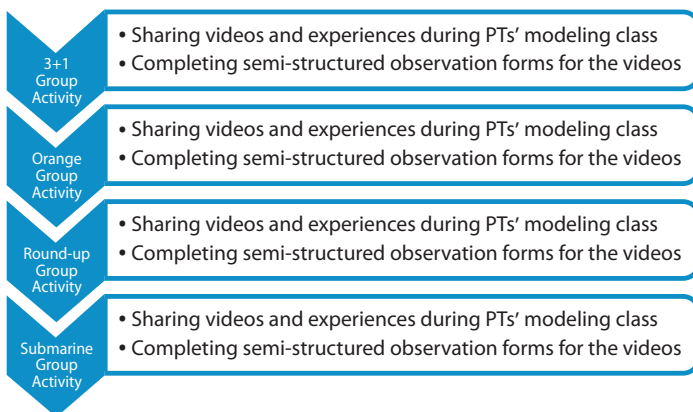 3+1
Group
Activity
• Sharing videos and experiences during PTs' modeling class
• Completing semi-structured observation forms for the videos
Orange
Group
Activity
• Sharing videos and experiences during PTs' modeling class
• Completing semi-structured observation forms for the videos
Round-up
Group
Activity
• Sharing videos and experiences during PTs' modeling class
• Completing semi-structured observation forms for the videos
Submarine
Group
Activity
• Sharing videos and experiences during PTs' modeling class
• Completing semi-structured observation forms for the videos